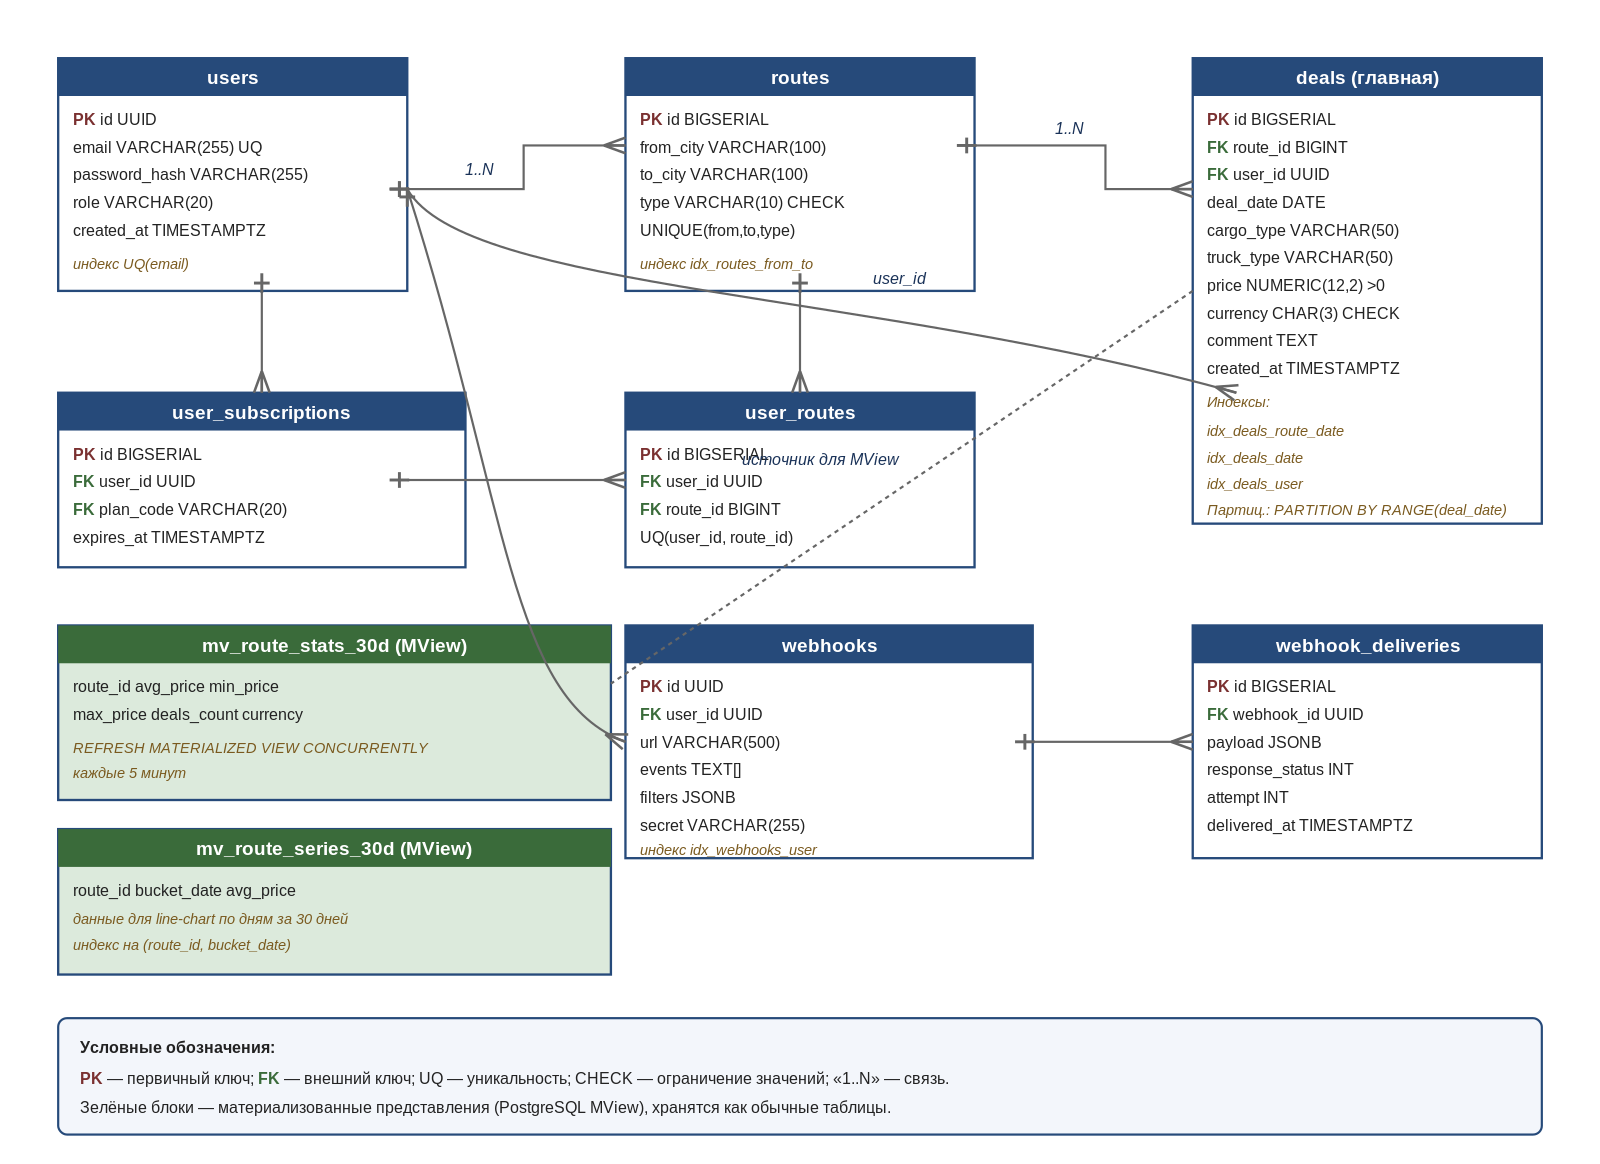 users
PK id UUID
email VARCHAR(255) UQ
password_hash VARCHAR(255)
role VARCHAR(20)
created_at TIMESTAMPTZ
индекс UQ(email)
1..N
routes
PK id BIGSERIAL
from_city VARCHAR(100)
to_city VARCHAR(100)
type VARCHAR(10) CHECK
UNIQUE(from,to,type)
индекс idx_routes_from_to
user_id
1..N
deals (главная)
PK id BIGSERIAL
FK route_id BIGINT
FK user_id UUID
deal_date DATE
cargo_type VARCHAR(50)
truck_type VARCHAR(50)
price NUMERIC(12,2) >0
currency CHAR(3) CHECK
comment TEXT
created_at TIMESTAMPTZ
Индексы:
idx_deals_route_date
idx_deals_date
idx_deals_user
Партиц.: PARTITION BY RANGE(deal_date)
user_subscriptions
PK id BIGSERIAL
FK user_id UUID
FK plan_code VARCHAR(20)
expires_at TIMESTAMPTZ
user_routes
PK id BIGSERIAL
источник для MView
FK user_id UUID
FK route_id BIGINT
UQ(user_id, route_id)
mv_route_stats_30d (MView)
route_id avg_price min_price
max_price deals_count currency
REFRESH MATERIALIZED VIEW CONCURRENTLY
каждые 5 минут
webhooks
PK id UUID
FK user_id UUID
url VARCHAR(500)
events TEXT[]
filters JSONB
secret VARCHAR(255)
индекс idx_webhooks_user
webhook_deliveries
PK id BIGSERIAL
FK webhook_id UUID
payload JSONB
response_status INT
attempt INT
delivered_at TIMESTAMPTZ
mv_route_series_30d (MView)
route_id bucket_date avg_price
данные для line-chart по дням за 30 дней
индекс на (route_id, bucket_date)
Условные обозначения:
PK — первичный ключ; FK — внешний ключ; UQ — уникальность; CHECK — ограничение значений; «1..N» — связь.
Зелёные блоки — материализованные представления (PostgreSQL MView), хранятся как обычные таблицы.